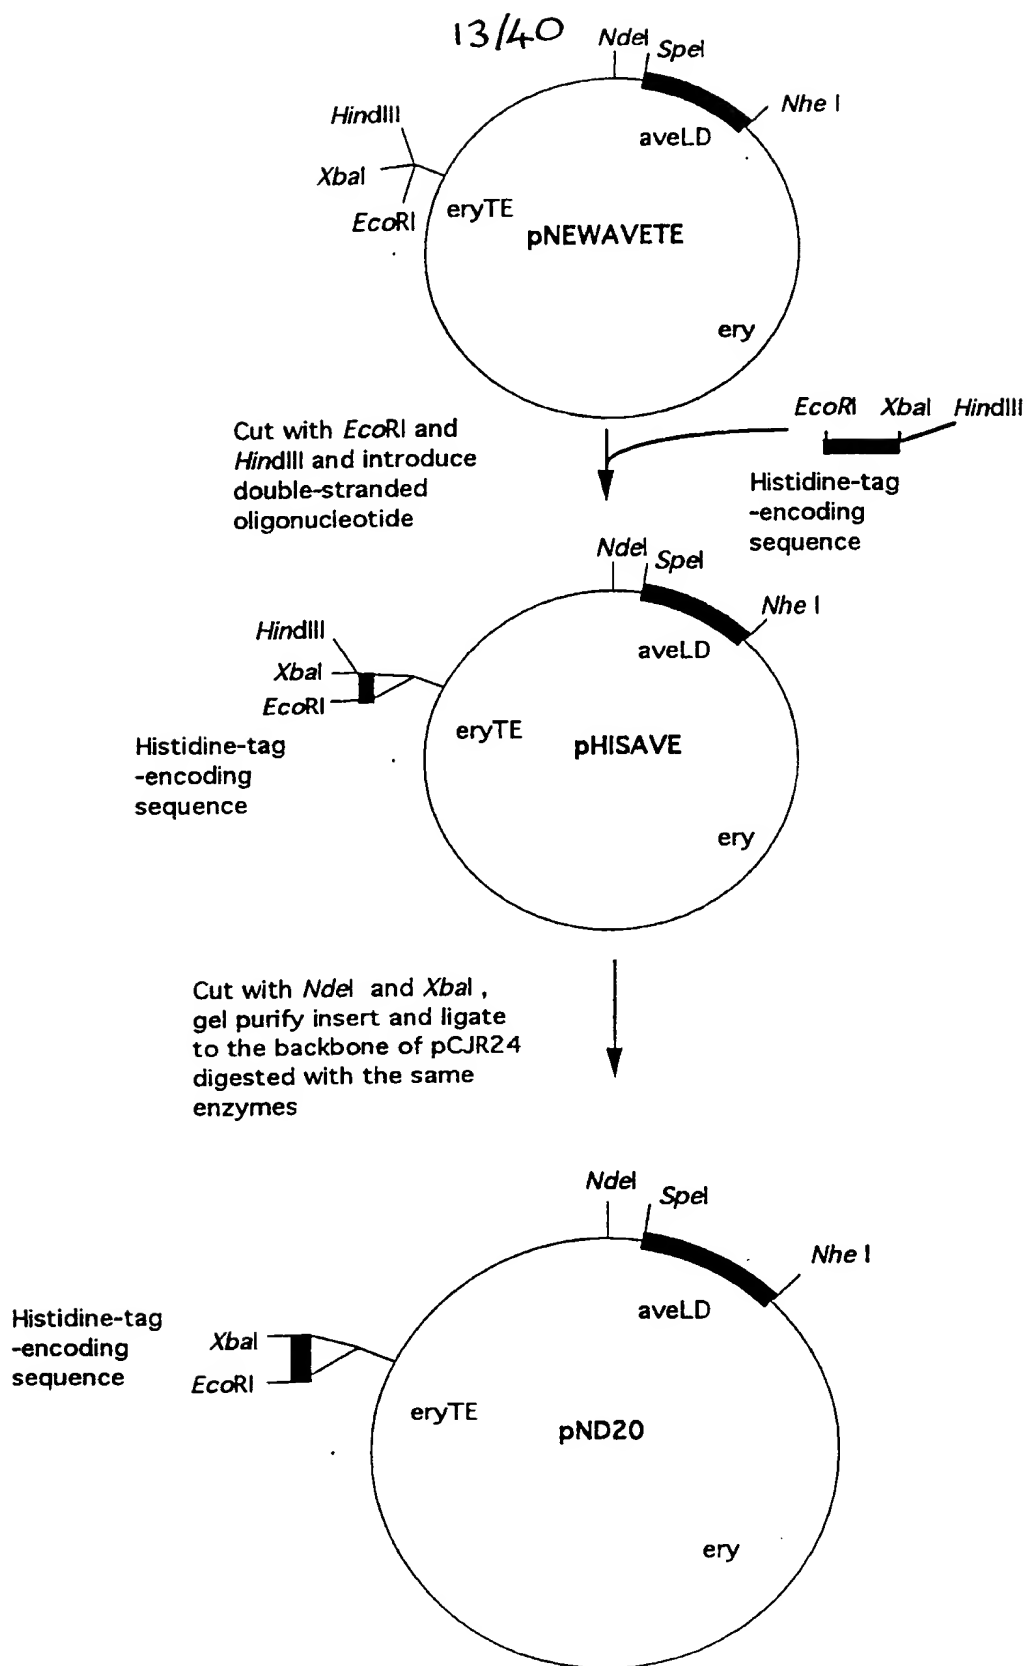 13/40
NdeI
SpeI
Nhe I
HindIII
XbaI
EcoRI
aveLD
eryTE
pNEWAVETE
ery
Cut with EcoRI and
HindIII and introduce
double-stranded
oligonucleotide
EcoRI XbaI HindIII
Histidine-tag
-encoding
sequence
NdeI
SpeI
Nhe I
HindIII
XbaI
EcoRI
aveLD
eryTE
pHISAVE
Histidine-tag
-encoding
sequence
ery
Cut with NdeI and XbaI ,
gel purify insert and ligate
to the backbone of pCJR24
digested with the same
enzymes
NdeI
SpeI
Nhe I
aveLD
Histidine-tag
-encoding
sequence
XbaI
EcoRI
eryTE
pND20
ery